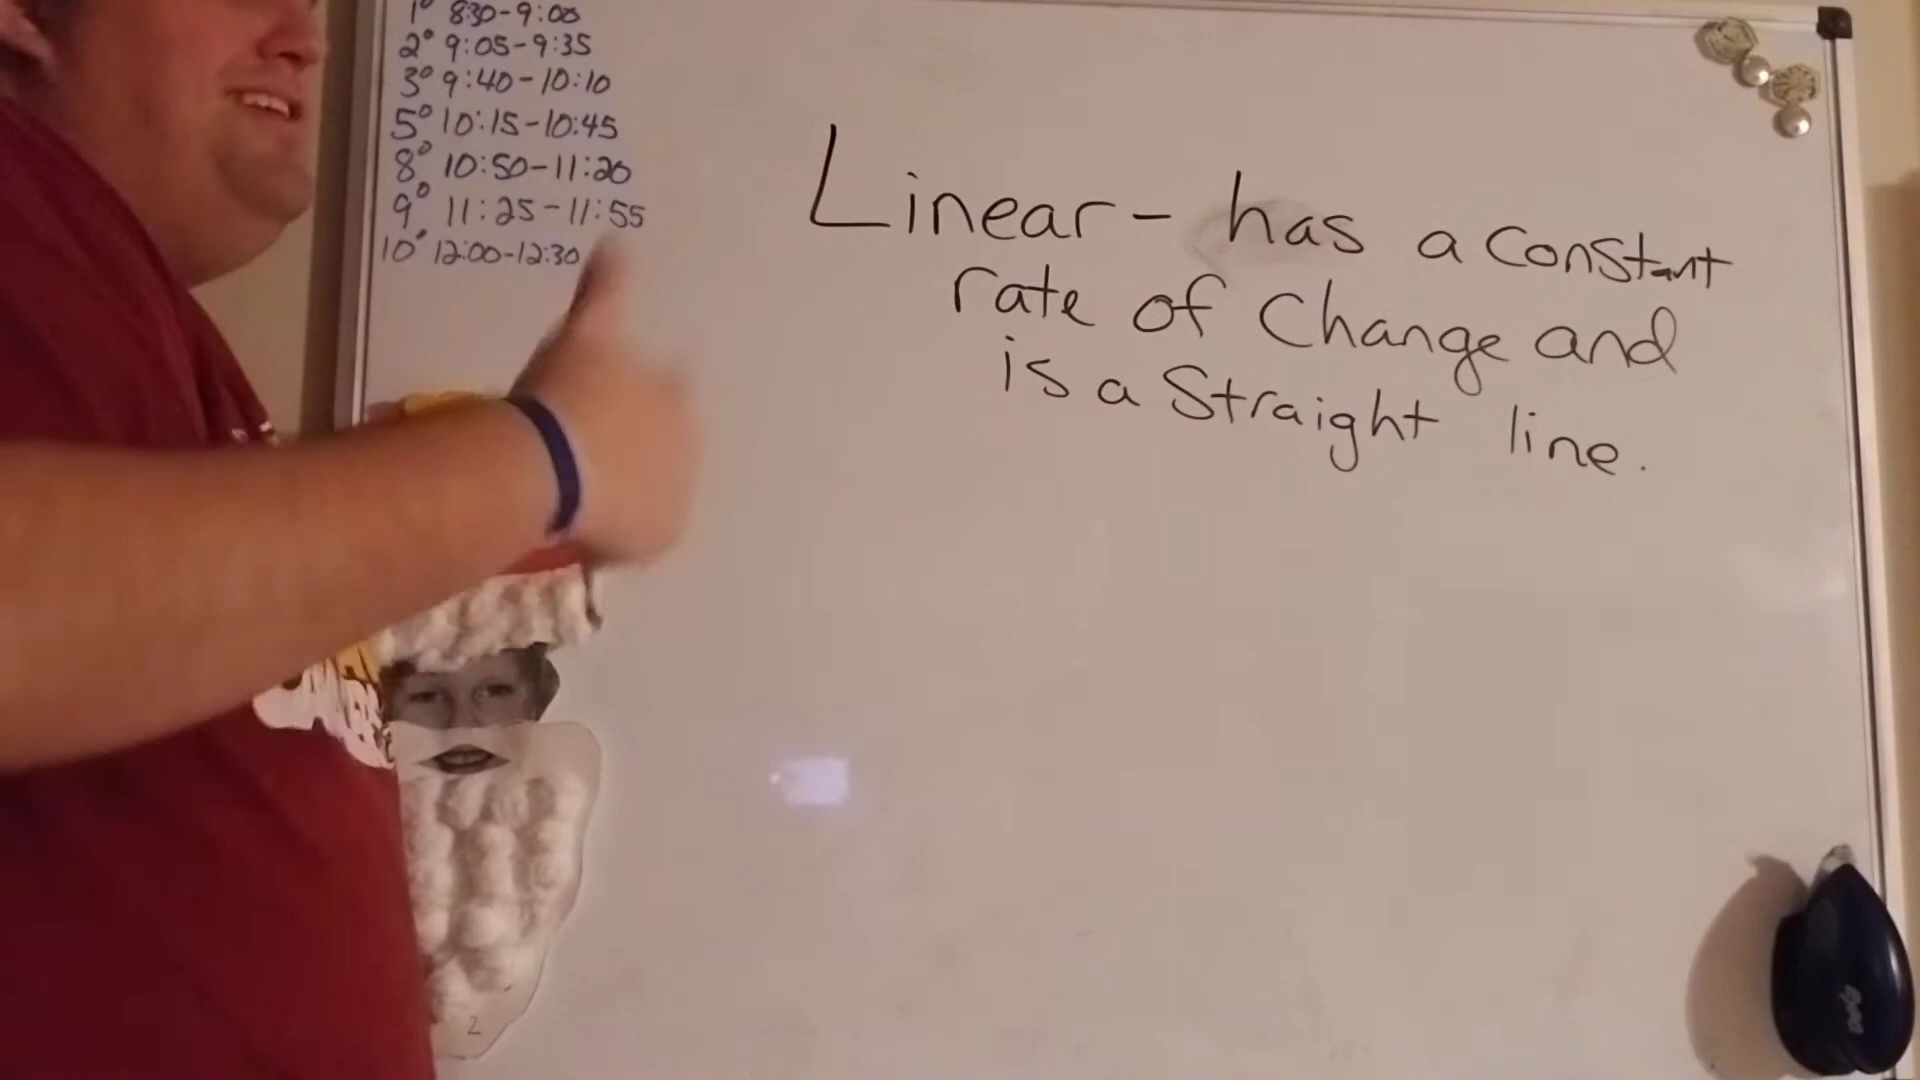 1° 8:30-9:00
2° 9:05-9:35
3° 9:40-10:10
5° 10:15-10:45
8° 10:50-11:20
9° 11:25-11:55
10° 12:00-12:30
Linear- has a constant
rate of Change and
is a Straight line.
2